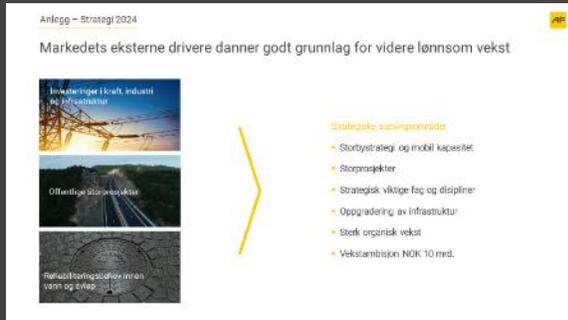 Anlegg – Strategi 2024
AF
Markedets eksterne drivere danner godt grunnlag for videre lønnsom vekst
Investeringer i kraft, industri
og infrastruktur
Offentlige storprosjekter
Rehabiliteringsbehov innen
vann og avløp
Strategiske satsingsområder
Storbystrategi og mobil kapasitet
Storprosjekter
Strategisk viktige fag og disipliner
Oppgradering av infrastruktur
Sterk organisk vekst
Vekstambisjon NOK 10 mrd.